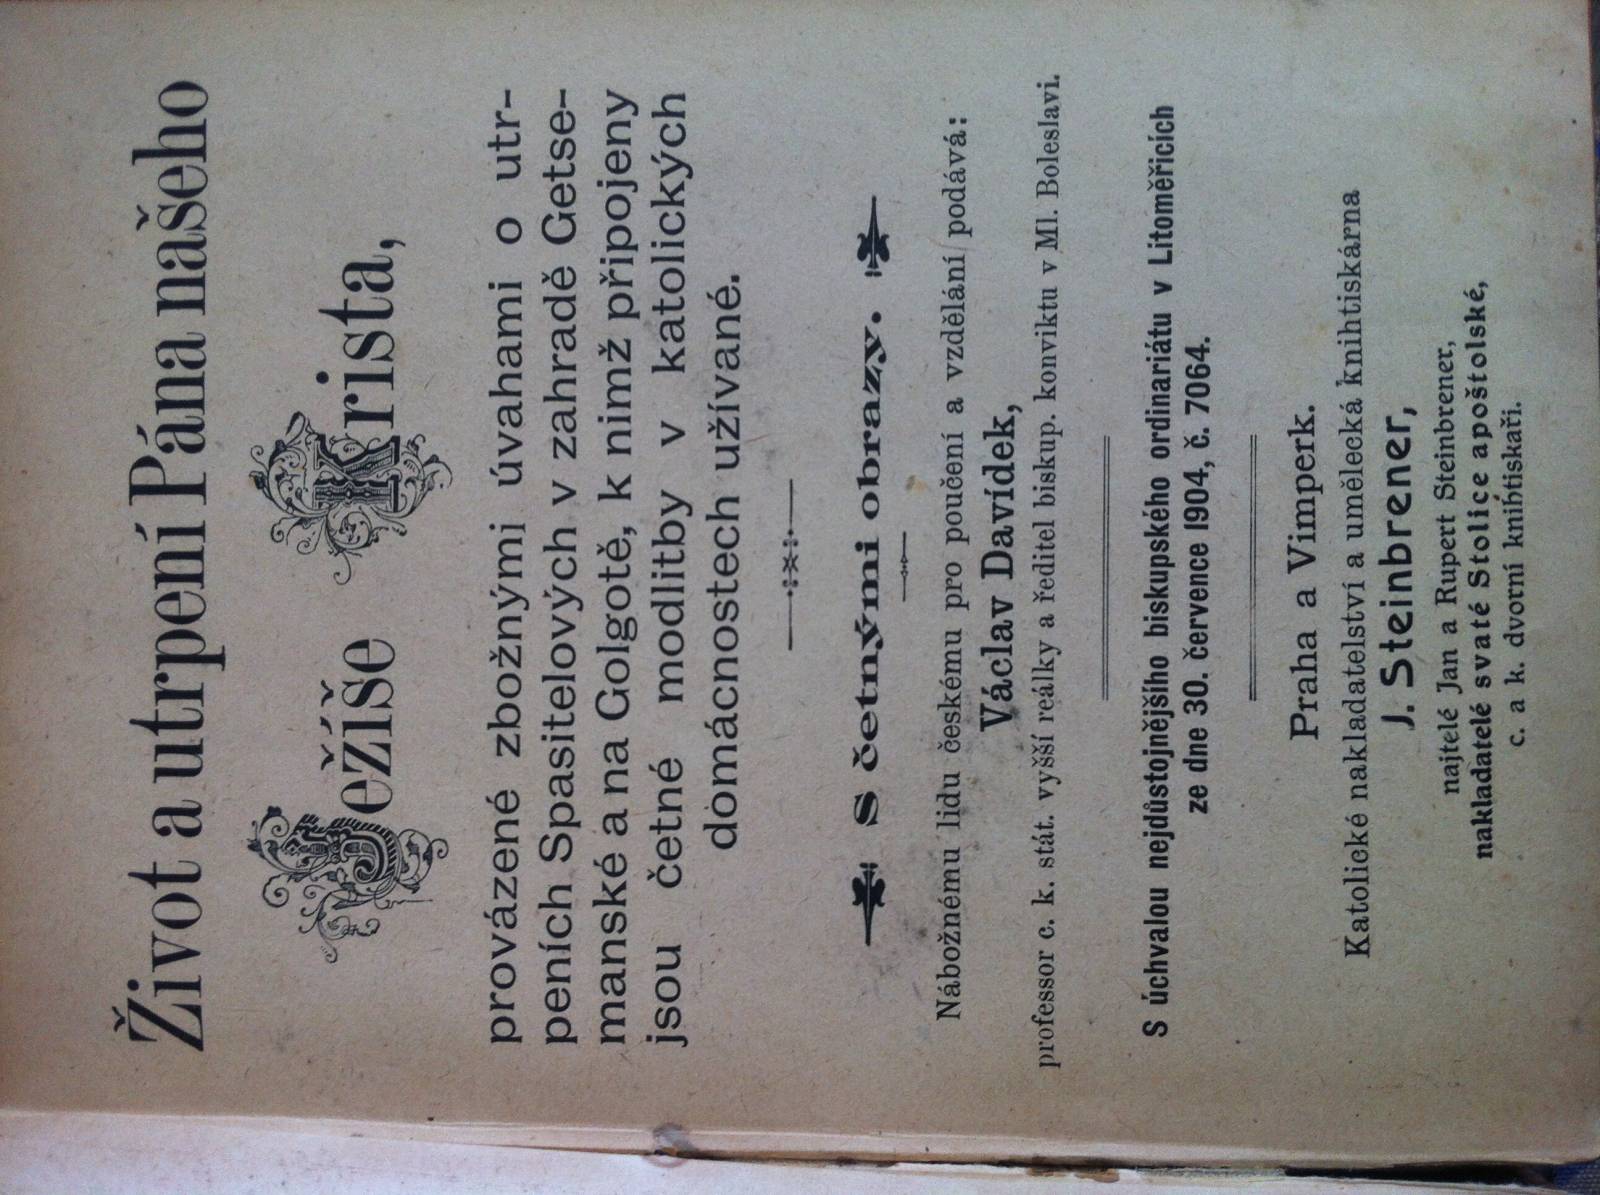 Život a utrpení Pána našeho
Ježíše Krista,
provázené zbožnými úvahami o utr-
peních Spasitelových v zahradě Getse-
manské a na Golgotě, k nimž připojeny
jsou četné modlitby v katolických
domácnostech užívané.
S četnými obrazy.
Nábožnému lidu českému pro poučení a vzdělání podává:
Václav Davídek,
professor c. k. stát. vyšší reálky a ředitel biskup. konviktu v Ml. Boleslavi.
S úchvalou nejdůstojnějšího biskupského ordinariátu v Litoměřicích
ze dne 30. července 1904, č. 7064.
Praha a Vimperk.
Katolické nakladatelství a umělecká knihtiskárna
J. Steinbrener,
najitelé Jan a Rupert Steinbrener,
nakladatelé svaté Stolice apoštolské,
c. a k. dvorní knihtiskaři.